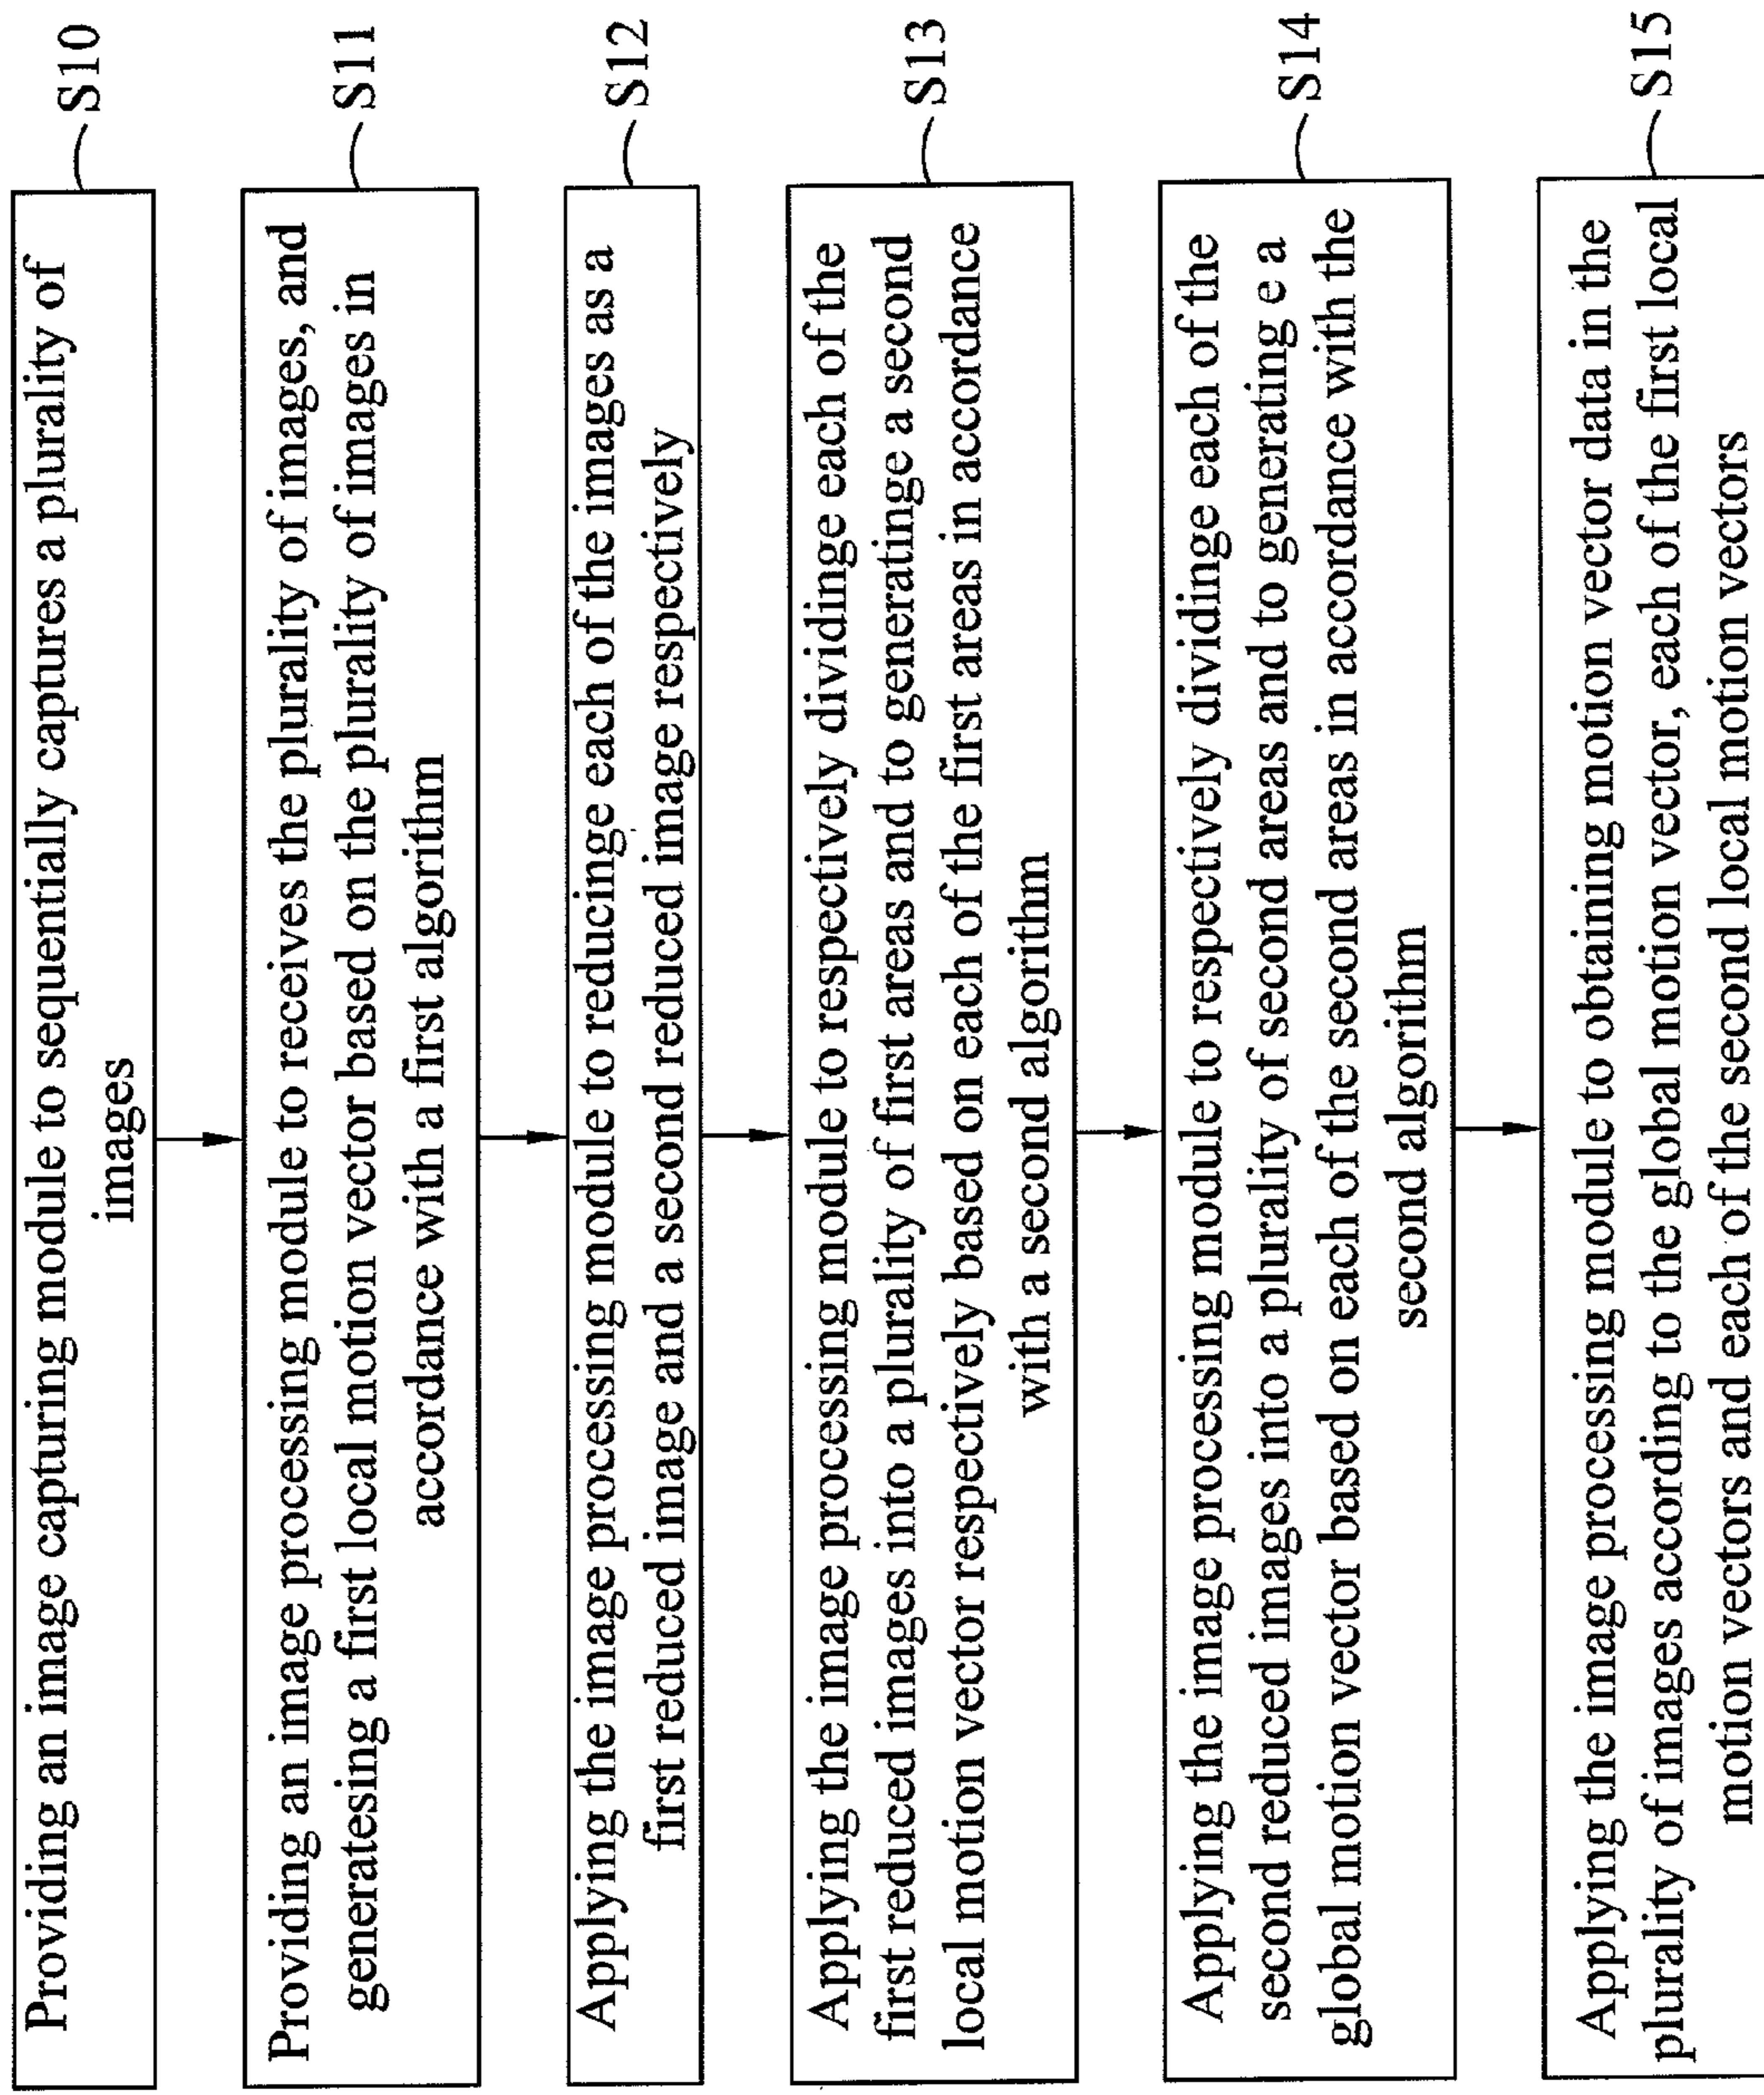 Providing an image capturing module to sequentially captures a plurality of
images
S10
Providing an image processing module to receives the plurality of images, and
generatesing a first local motion vector based on the plurality of images in
accordance with a first algorithm
S11
Applying the image processing module to reducinge each of the images as a
first reduced image and a second reduced image respectively
S12
Applying the image processing module to respectively dividinge each of the
first reduced images into a plurality of first areas and to generatinge a second
local motion vector respectively based on each of the first areas in accordance
with a second algorithm
S13
Applying the image processing module to respectively dividinge each of the
second reduced images into a plurality of second areas and to generating e a
global motion vector based on each of the second areas in accordance with the
second algorithm
S14
Applying the image processing module to obtaining motion vector data in the
plurality of images according to the global motion vector, each of the first local
motion vectors and each of the second local motion vectors
S15